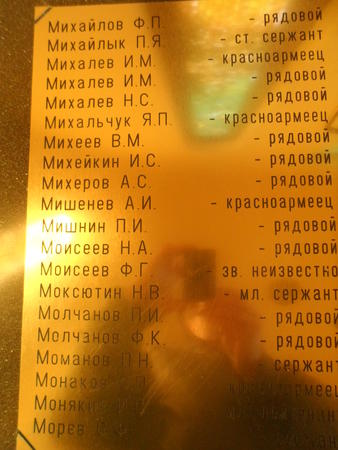 Михайлов Ф.П. - рядовой
Михайлык П.Я. - ст. сержант
Михалев И.М. - красноармеец
Михалев И.М. - рядовой
Михалев Н.С. - рядовой
Михальчук Я.П. - красноармеец
Михеев В.М. - рядовой
Михейкин И.С. - рядовой
Михеров А.С. - рядовой
Мишенев А.И. - красноармеец
Мишнин П.И. - рядовой
Моисеев Н.А. - рядовой
Моисеев Ф.Г. - зв. неизвестно
Моксютин Н.В. - мл. сержант
Молчанов П.И. - рядовой
Молчанов Ф.К. - рядовой
Моманов П.Н. сержант
Монаков красноармеец
Монякин
Морев